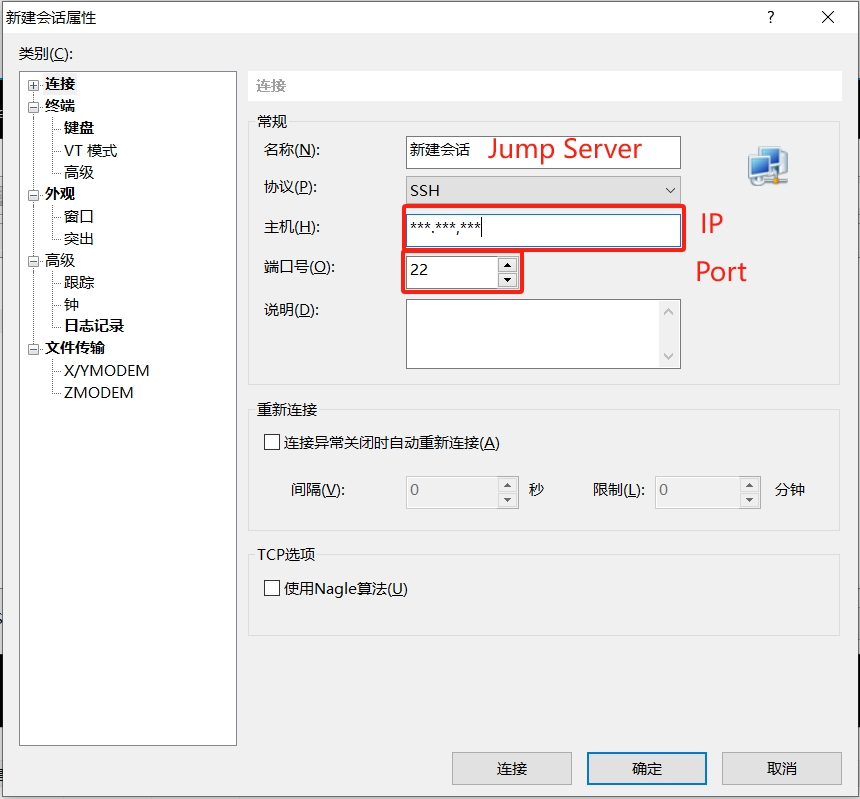 新建会话属性
?
类别(C):
连接
终端
键盘
VT 模式
高级
外观
窗口
突出
高级
跟踪
钟
日志记录
文件传输
X/YMODEM
ZMODEM
连接
常规
名称(N): 新建会话 Jump Server
协议(P): SSH
主机(H): ***.***,*** IP
端口号(O): 22 Port
说明(D):
重新连接
连接异常关闭时自动重新连接(A)
间隔(V): 0 秒 限制(L): 0 分钟
TCP选项
使用Nagle算法(U)
连接 确定 取消